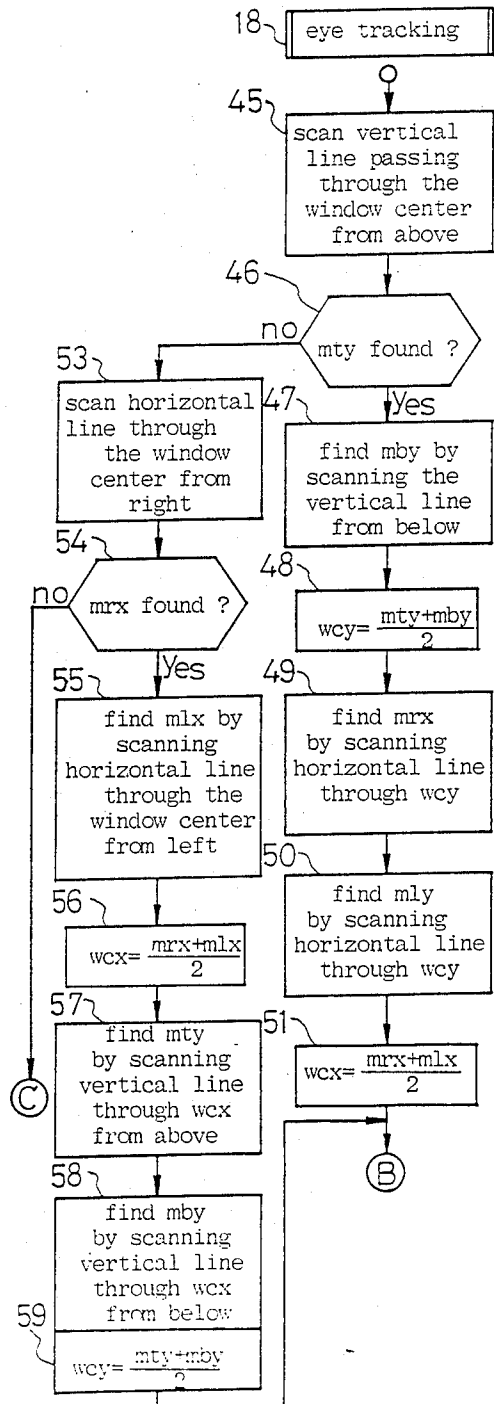 18
eye tracking
45
scan vertical
line passing
through the
window center
from above
46
mty found ?
no
Yes
47
find mby by
scanning the
vertical line
from below
48
wcy= mty+mby
2
49
find mrx
by scanning
horizontal line
through wcy
50
find mly
by scanning
horizontal line
through wcy
51
wcx= mrx+mlx
2
B
53
scan horizontal
line through
the window
center from
right
54
mrx found ?
no
Yes
C
55
find mlx by
scanning
horizontal line
through the
window center
from left
56
wcx= mrx+mlx
2
57
find mty
by scanning
vertical line
through wcx
from above
58
find mby
by scanning
vertical line
through wcx
from below
59
wcy= mty+mby
2